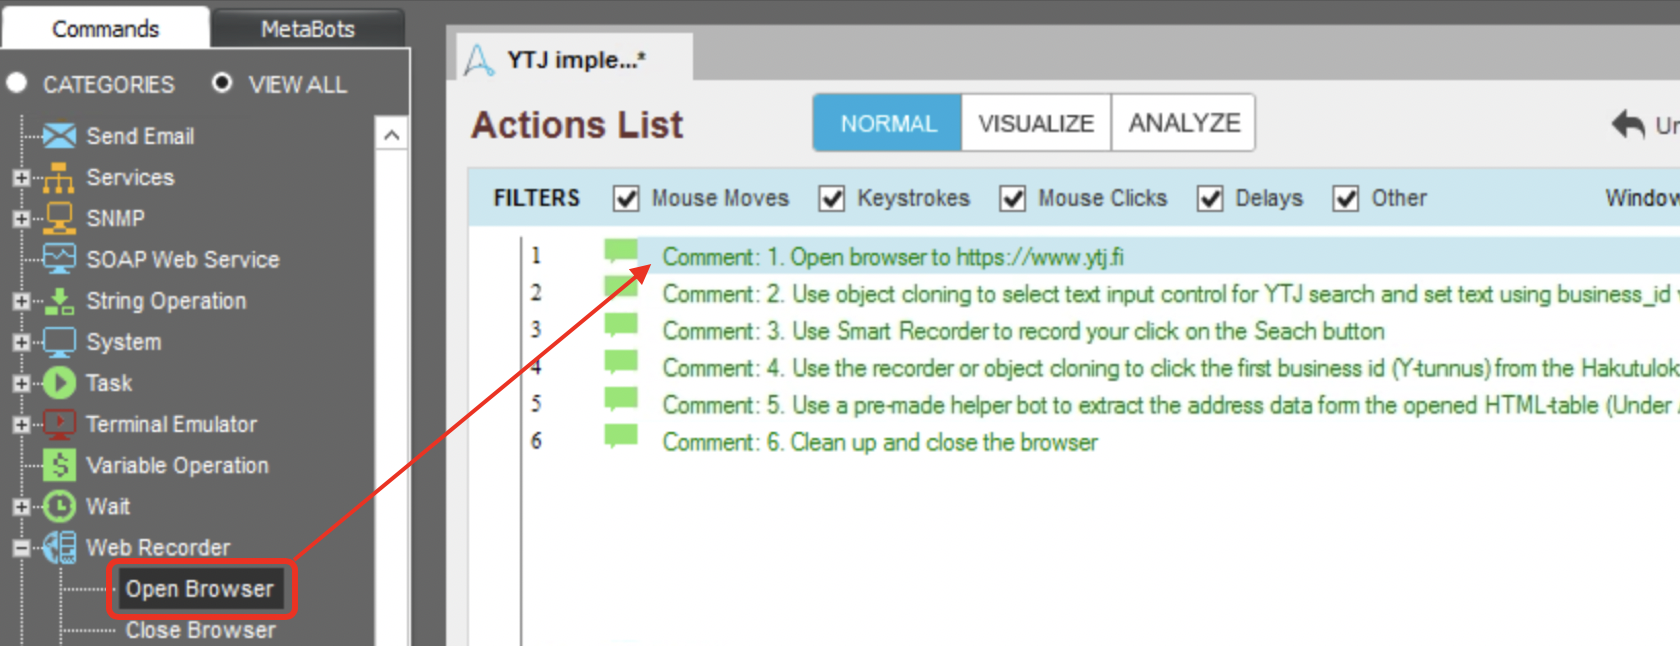 Commands MetaBots
CATEGORIES VIEW ALL
Send Email
Services
SNMP
SOAP Web Service
String Operation
System
Task
Terminal Emulator
Variable Operation
Wait
Web Recorder
Open Browser
Close Browser
YTJ imple...*
Actions List NORMAL VISUALIZE ANALYZE
FILTERS Mouse Moves Keystrokes Mouse Clicks Delays Other
1 Comment: 1. Open browser to https://www.ytj.fi
2 Comment: 2. Use object cloning to select text input control for YTJ search and set text using business_id
3 Comment: 3. Use Smart Recorder to record your click on the Seach button
4 Comment: 4. Use the recorder or object cloning to click the first business id (Y-tunnus) from the Hakutulok
5 Comment: 5. Use a pre-made helper bot to extract the address data form the opened HTML-table (Under
6 Comment: 6. Clean up and close the browser